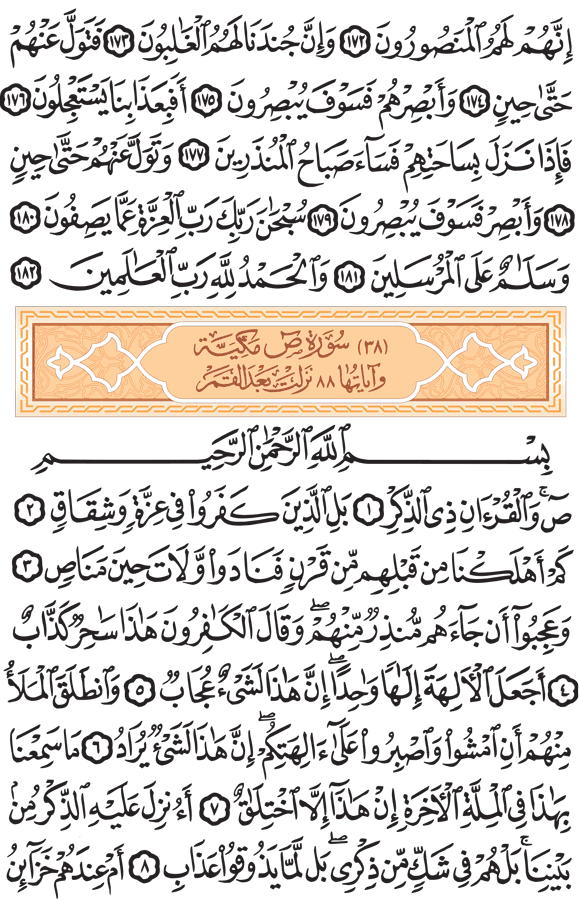 إِنَّهُمْ لَهُمُ ٱلْمَنصُورُونَ ١٧٢ وَإِنَّ جُندَنَا لَهُمُ ٱلْغَٰلِبُونَ ١٧٣ فَتَوَلَّ عَنْهُمْ
حَتَّىٰ حِينٍ ١٧٤ وَأَبْصِرْهُمْ فَسَوْفَ يُبْصِرُونَ ١٧٥ أَفَبِعَذَابِنَا يَسْتَعْجِلُونَ ١٧٦
فَإِذَا نَزَلَ بِسَاحَتِهِمْ فَسَآءَ صَبَاحُ ٱلْمُنذَرِينَ ١٧٧ وَتَوَلَّ عَنْهُمْ حَتَّىٰ حِينٍ
١٧٨ وَأَبْصِرْ فَسَوْفَ يُبْصِرُونَ ١٧٩ سُبْحَٰنَ رَبِّكَ رَبِّ ٱلْعِزَّةِ عَمَّا يَصِفُونَ ١٨٠
وَسَلَٰمٌ عَلَى ٱلْمُرْسَلِينَ ١٨١ وَٱلْحَمْدُ لِلَّهِ رَبِّ ٱلْعَٰلَمِينَ ١٨٢
(٣٨) سُورَة صٓ مَكِّيَّة
وَآيَاتُهَا ٨٨ نَزَلَتْ بَعْدَ القَمَر
بِسْمِ ٱللَّهِ ٱلرَّحْمَٰنِ ٱلرَّحِيمِ
صٓ ۚ وَٱلْقُرْءَانِ ذِى ٱلذِّكْرِ ١ بَلِ ٱلَّذِينَ كَفَرُوا۟ فِى عِزَّةٍ وَشِقَاقٍ ٢
كَمْ أَهْلَكْنَا مِن قَبْلِهِم مِّن قَرْنٍ فَنَادَوا۟ وَّلَاتَ حِينَ مَنَاصٍ ٣
وَعَجِبُوٓا۟ أَن جَآءَهُم مُّنذِرٌ مِّنْهُمْ ۖ وَقَالَ ٱلْكَٰفِرُونَ هَٰذَا سَٰحِرٌ كَذَّابٌ
٤ أَجَعَلَ ٱلْـَٔالِهَةَ إِلَٰهًا وَٰحِدًا ۖ إِنَّ هَٰذَا لَشَىْءٌ عُجَابٌ ٥ وَٱنطَلَقَ ٱلْمَلَأُ
مِنْهُمْ أَنِ ٱمْشُوا۟ وَٱصْبِرُوا۟ عَلَىٰٓ ءَالِهَتِكُمْ ۖ إِنَّ هَٰذَا لَشَىْءٌ يُرَادُ ٦ مَا سَمِعْنَا
بِهَٰذَا فِى ٱلْمِلَّةِ ٱلْـَٔاخِرَةِ إِنْ هَٰذَآ إِلَّا ٱخْتِلَٰقٌ ٧ أَءُنزِلَ عَلَيْهِ ٱلذِّكْرُ مِنۢ
بَيْنِنَا ۚ بَلْ هُمْ فِى شَكٍّ مِّن ذِكْرِى ۖ بَل لَّمَّا يَذُوقُوا۟ عَذَابِ ٨ أَمْ عِندَهُمْ خَزَآئِنُ